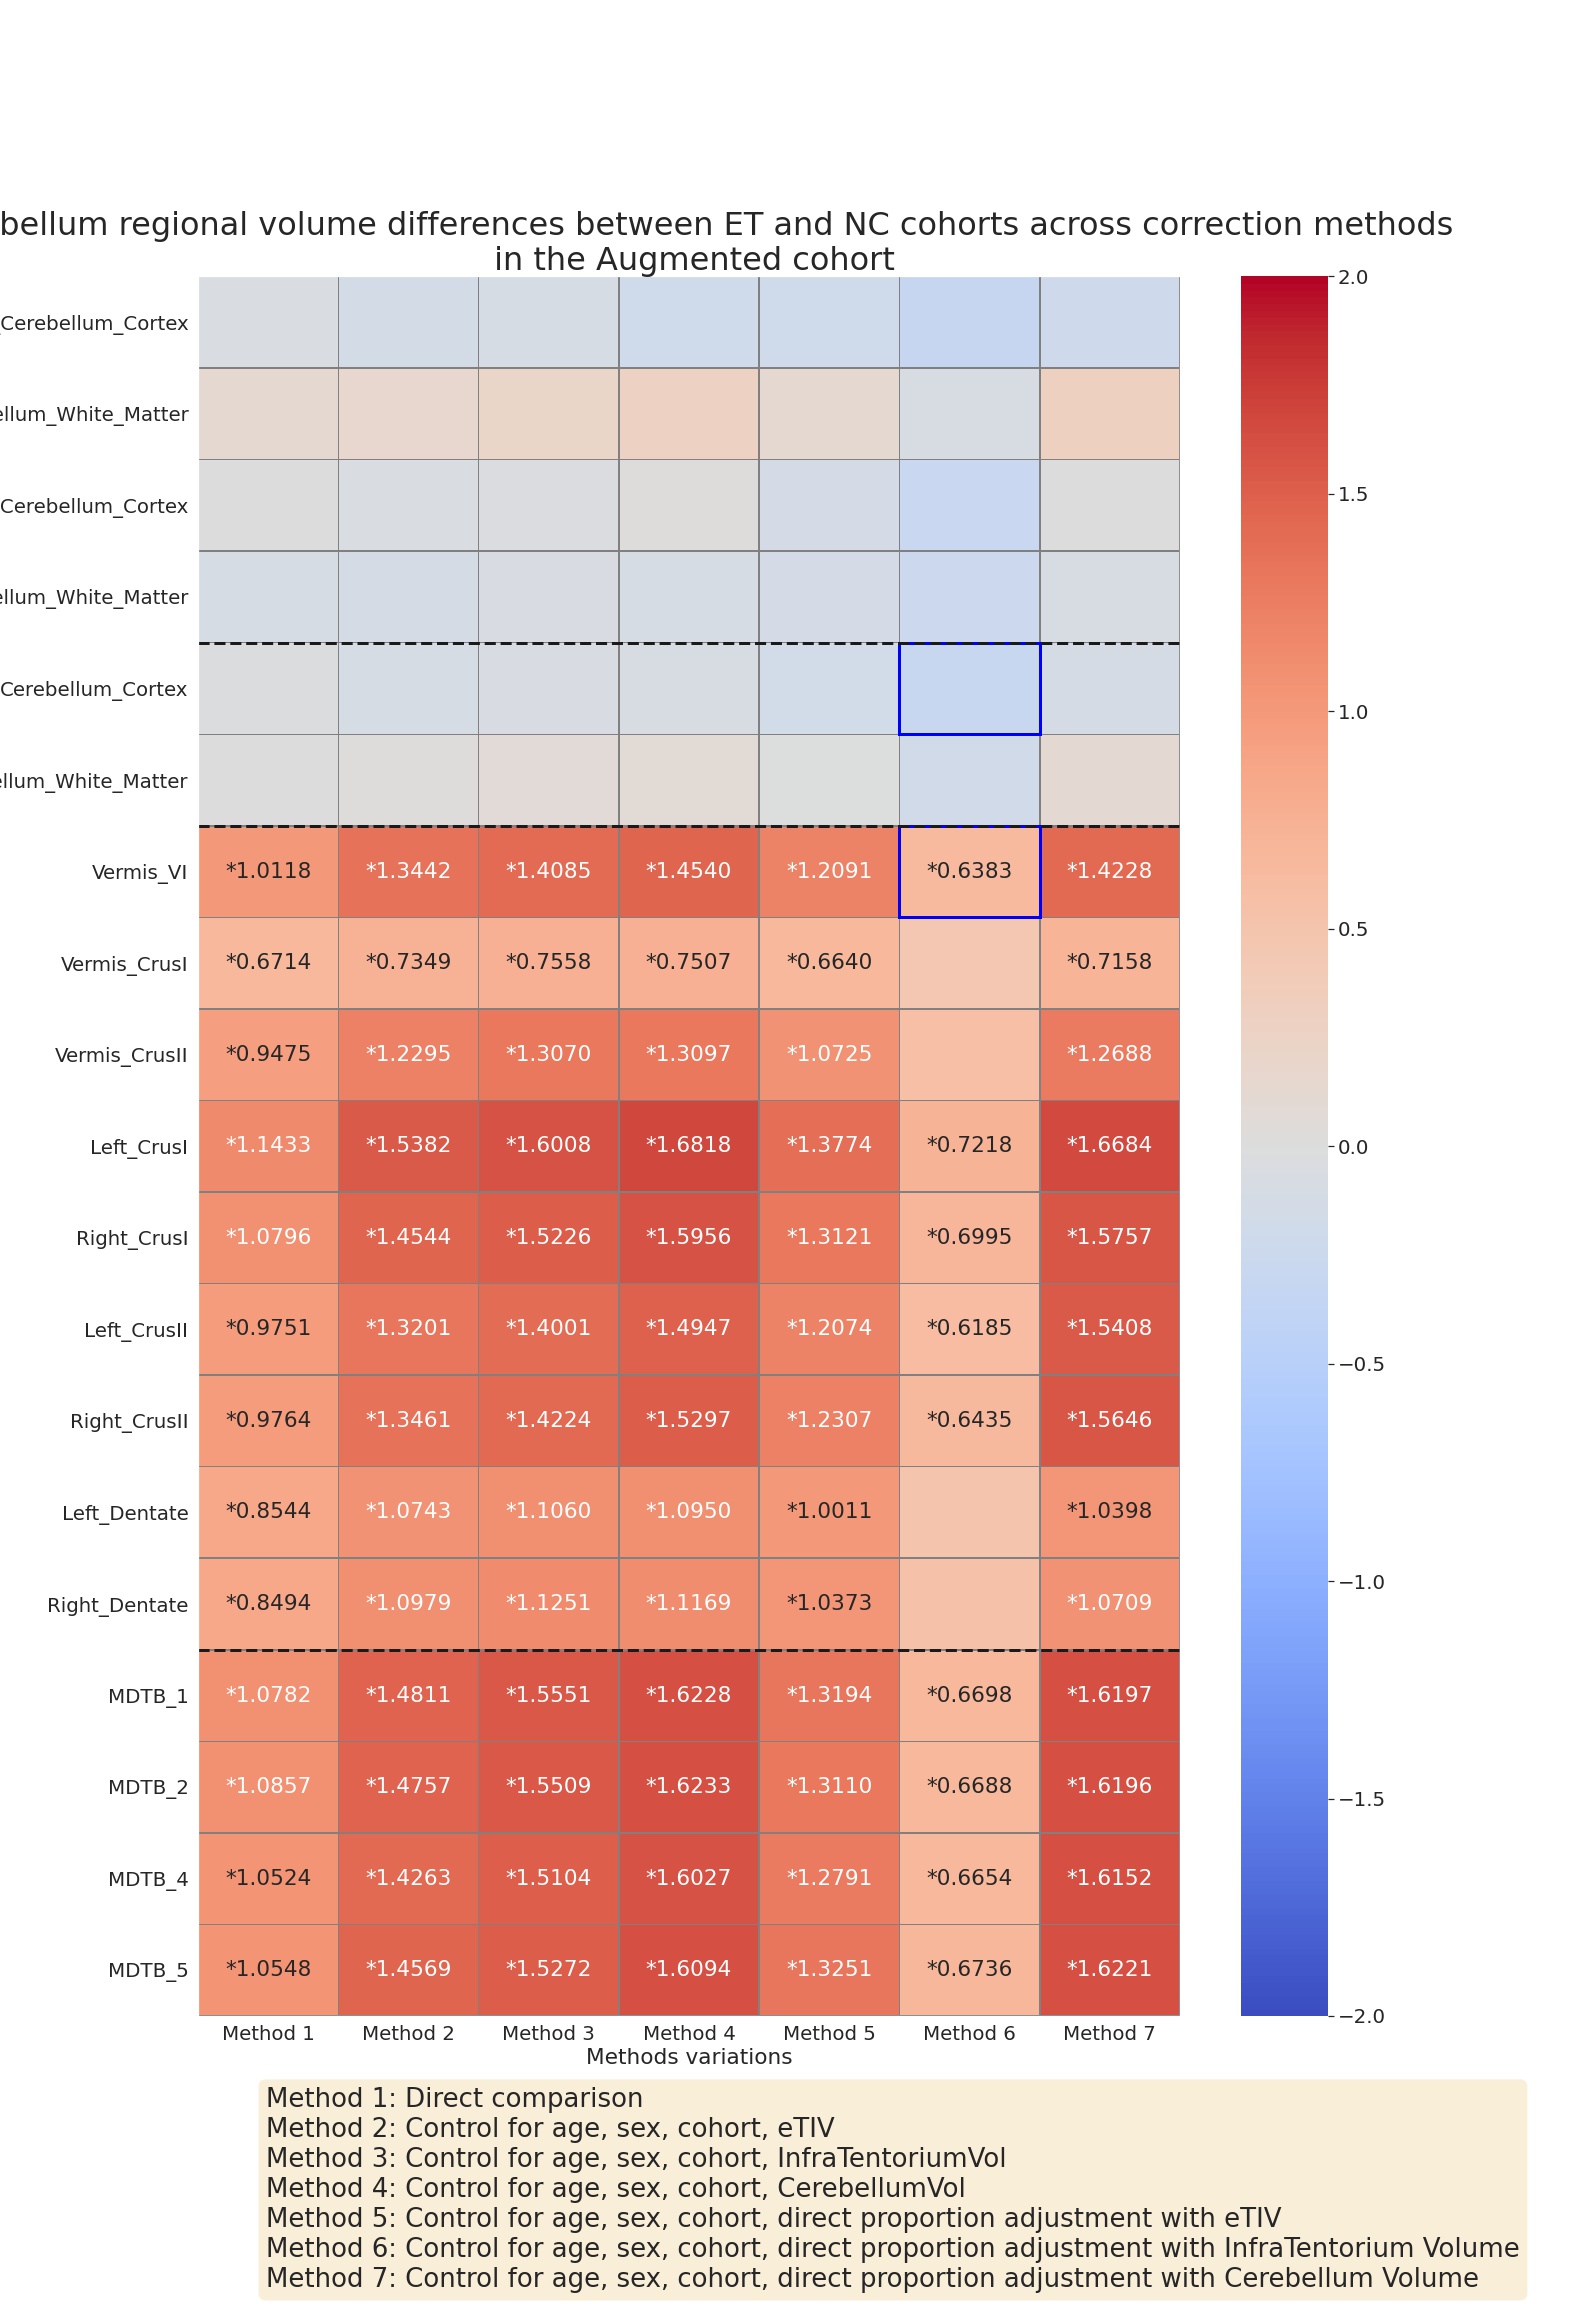 bellum regional volume differences between ET and NC cohorts across correction methods
in the Augmented cohort
Cerebellum_Cortex
ellum_White_Matter
Cerebellum_Cortex
ellum_White_Matter
Cerebellum_Cortex
ellum_White_Matter
Vermis_VI *1.0118 *1.3442 *1.4085 *1.4540 *1.2091 *0.6383 *1.4228
Vermis_CrusI *0.6714 *0.7349 *0.7558 *0.7507 *0.6640 *0.7158
Vermis_CrusII *0.9475 *1.2295 *1.3070 *1.3097 *1.0725 *1.2688
Left_CrusI *1.1433 *1.5382 *1.6008 *1.6818 *1.3774 *0.7218 *1.6684
Right_CrusI *1.0796 *1.4544 *1.5226 *1.5956 *1.3121 *0.6995 *1.5757
Left_CrusII *0.9751 *1.3201 *1.4001 *1.4947 *1.2074 *0.6185 *1.5408
Right_CrusII *0.9764 *1.3461 *1.4224 *1.5297 *1.2307 *0.6435 *1.5646
Left_Dentate *0.8544 *1.0743 *1.1060 *1.0950 *1.0011 *1.0398
Right_Dentate *0.8494 *1.0979 *1.1251 *1.1169 *1.0373 *1.0709
MDTB_1 *1.0782 *1.4811 *1.5551 *1.6228 *1.3194 *0.6698 *1.6197
MDTB_2 *1.0857 *1.4757 *1.5509 *1.6233 *1.3110 *0.6688 *1.6196
MDTB_4 *1.0524 *1.4263 *1.5104 *1.6027 *1.2791 *0.6654 *1.6152
MDTB_5 *1.0548 *1.4569 *1.5272 *1.6094 *1.3251 *0.6736 *1.6221
Method 1 Method 2 Method 3 Method 4 Method 5 Method 6 Method 7
Methods variations
2.0
1.5
1.0
0.5
0.0
−0.5
−1.0
−1.5
−2.0
Method 1: Direct comparison
Method 2: Control for age, sex, cohort, eTIV
Method 3: Control for age, sex, cohort, InfraTentoriumVol
Method 4: Control for age, sex, cohort, CerebellumVol
Method 5: Control for age, sex, cohort, direct proportion adjustment with eTIV
Method 6: Control for age, sex, cohort, direct proportion adjustment with InfraTentorium Volume
Method 7: Control for age, sex, cohort, direct proportion adjustment with Cerebellum Volume